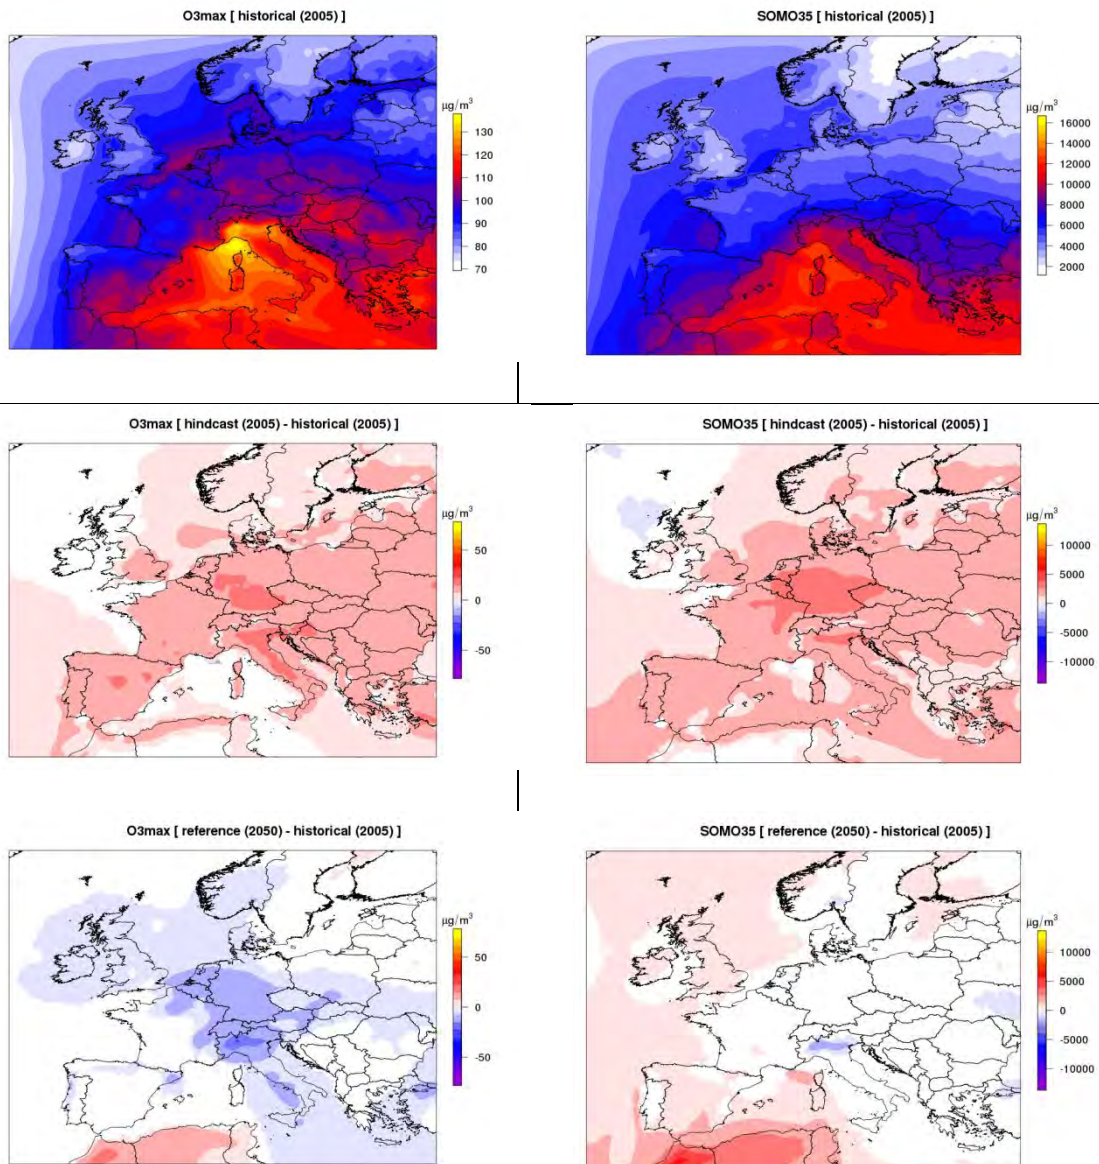 O3max [ historical (2005) ]
µg/m³
130
120
110
100
90
80
70
SOMO35 [ historical (2005) ]
µg/m³
16000
14000
12000
10000
8000
6000
4000
2000
O3max [ hindcast (2005) - historical (2005) ]
µg/m³
50
0
-50
SOMO35 [ hindcast (2005) - historical (2005) ]
µg/m³
10000
5000
0
-5000
-10000
O3max [ reference (2050) - historical (2005) ]
µg/m³
50
0
-50
SOMO35 [ reference (2050) - historical (2005) ]
µg/m³
10000
5000
0
-5000
-10000